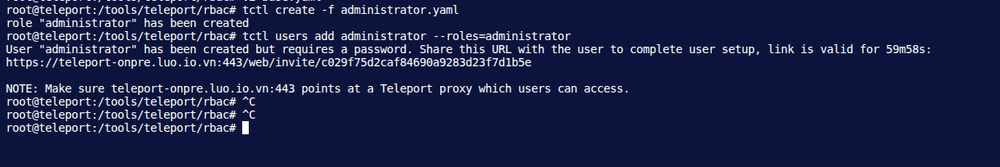 root@teleport:/tools/teleport/rbac# tctl create -f administrator.yaml
role "administrator" has been created
root@teleport:/tools/teleport/rbac# tctl users add administrator --roles=administrator
User "administrator" has been created but requires a password. Share this URL with the user to complete user setup, link is valid for 59m58s:
https://teleport-onpre.luo.io.vn:443/web/invite/c029f75d2caf84690a9283d23f7d1b5e
NOTE: Make sure teleport-onpre.luo.io.vn:443 points at a Teleport proxy which users can access.
root@teleport:/tools/teleport/rbac# ^C
root@teleport:/tools/teleport/rbac# ^C
root@teleport:/tools/teleport/rbac#